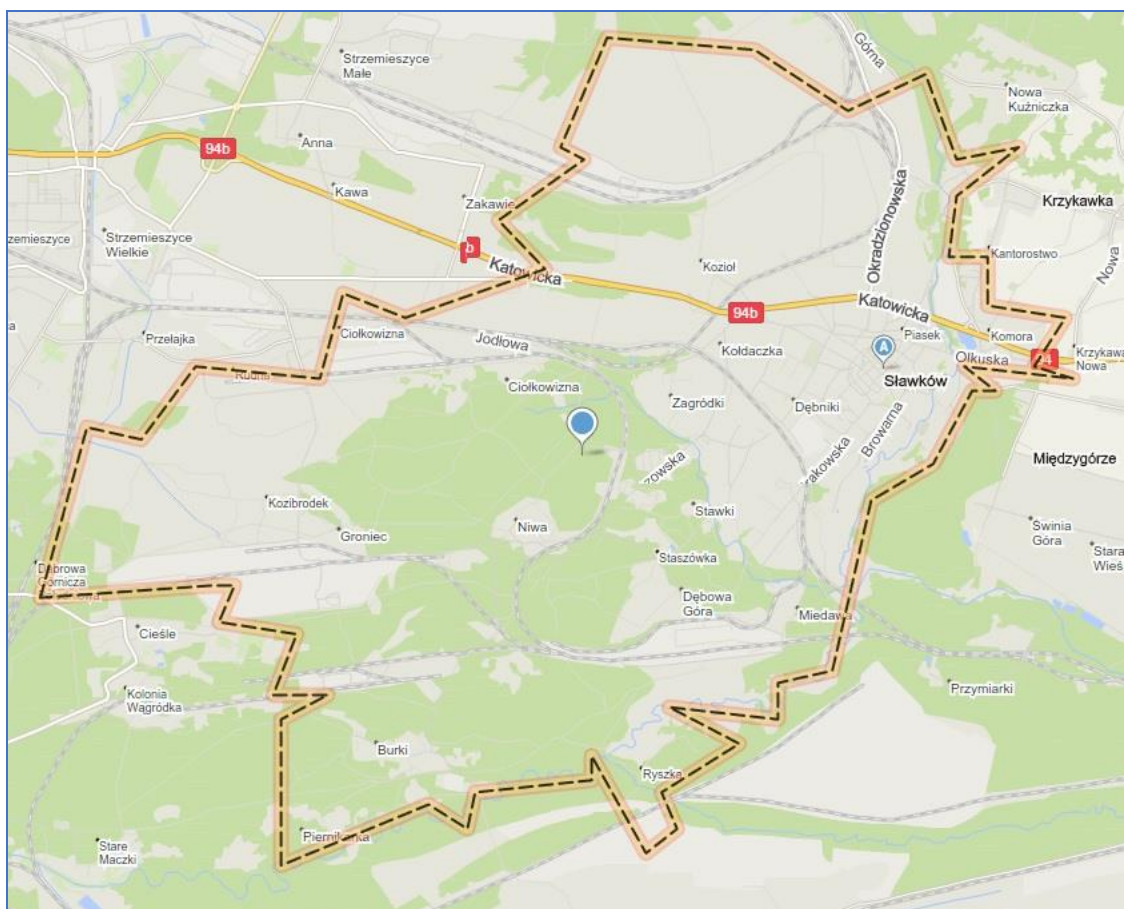 Strzemieszyce
Małe
Górna
Nowa
Kuźniczka
94b
Anna
Kawa
Zakawie
Krzykawka
Okradzionowska
Strzemieszyce
Wielkie
zemieszyce
b
Katowicka
Kozioł
Kantorostwo
Nowa
94b
Katowicka
Przełajka
Ciołkowizna
Jodłowa
Kołdaczka
Piasek
Komora
A
Olkuska
Krzykawa
Nowa
Sławków
Ciołkowizna
Zagródki
Dębniki
Browarna
Międzygórze
Kozibrodek
Groniec
Niwa
Stawki
Świnia
Góra
Stara
Wieś
Staszówka
Dąbrowa
Górnicza
Dębowa
Góra
Miedawa
Cieśle
Kolonia
Wągródka
Przymiarki
Burki
Ryszka
Piernikarka
Stare
Maczki